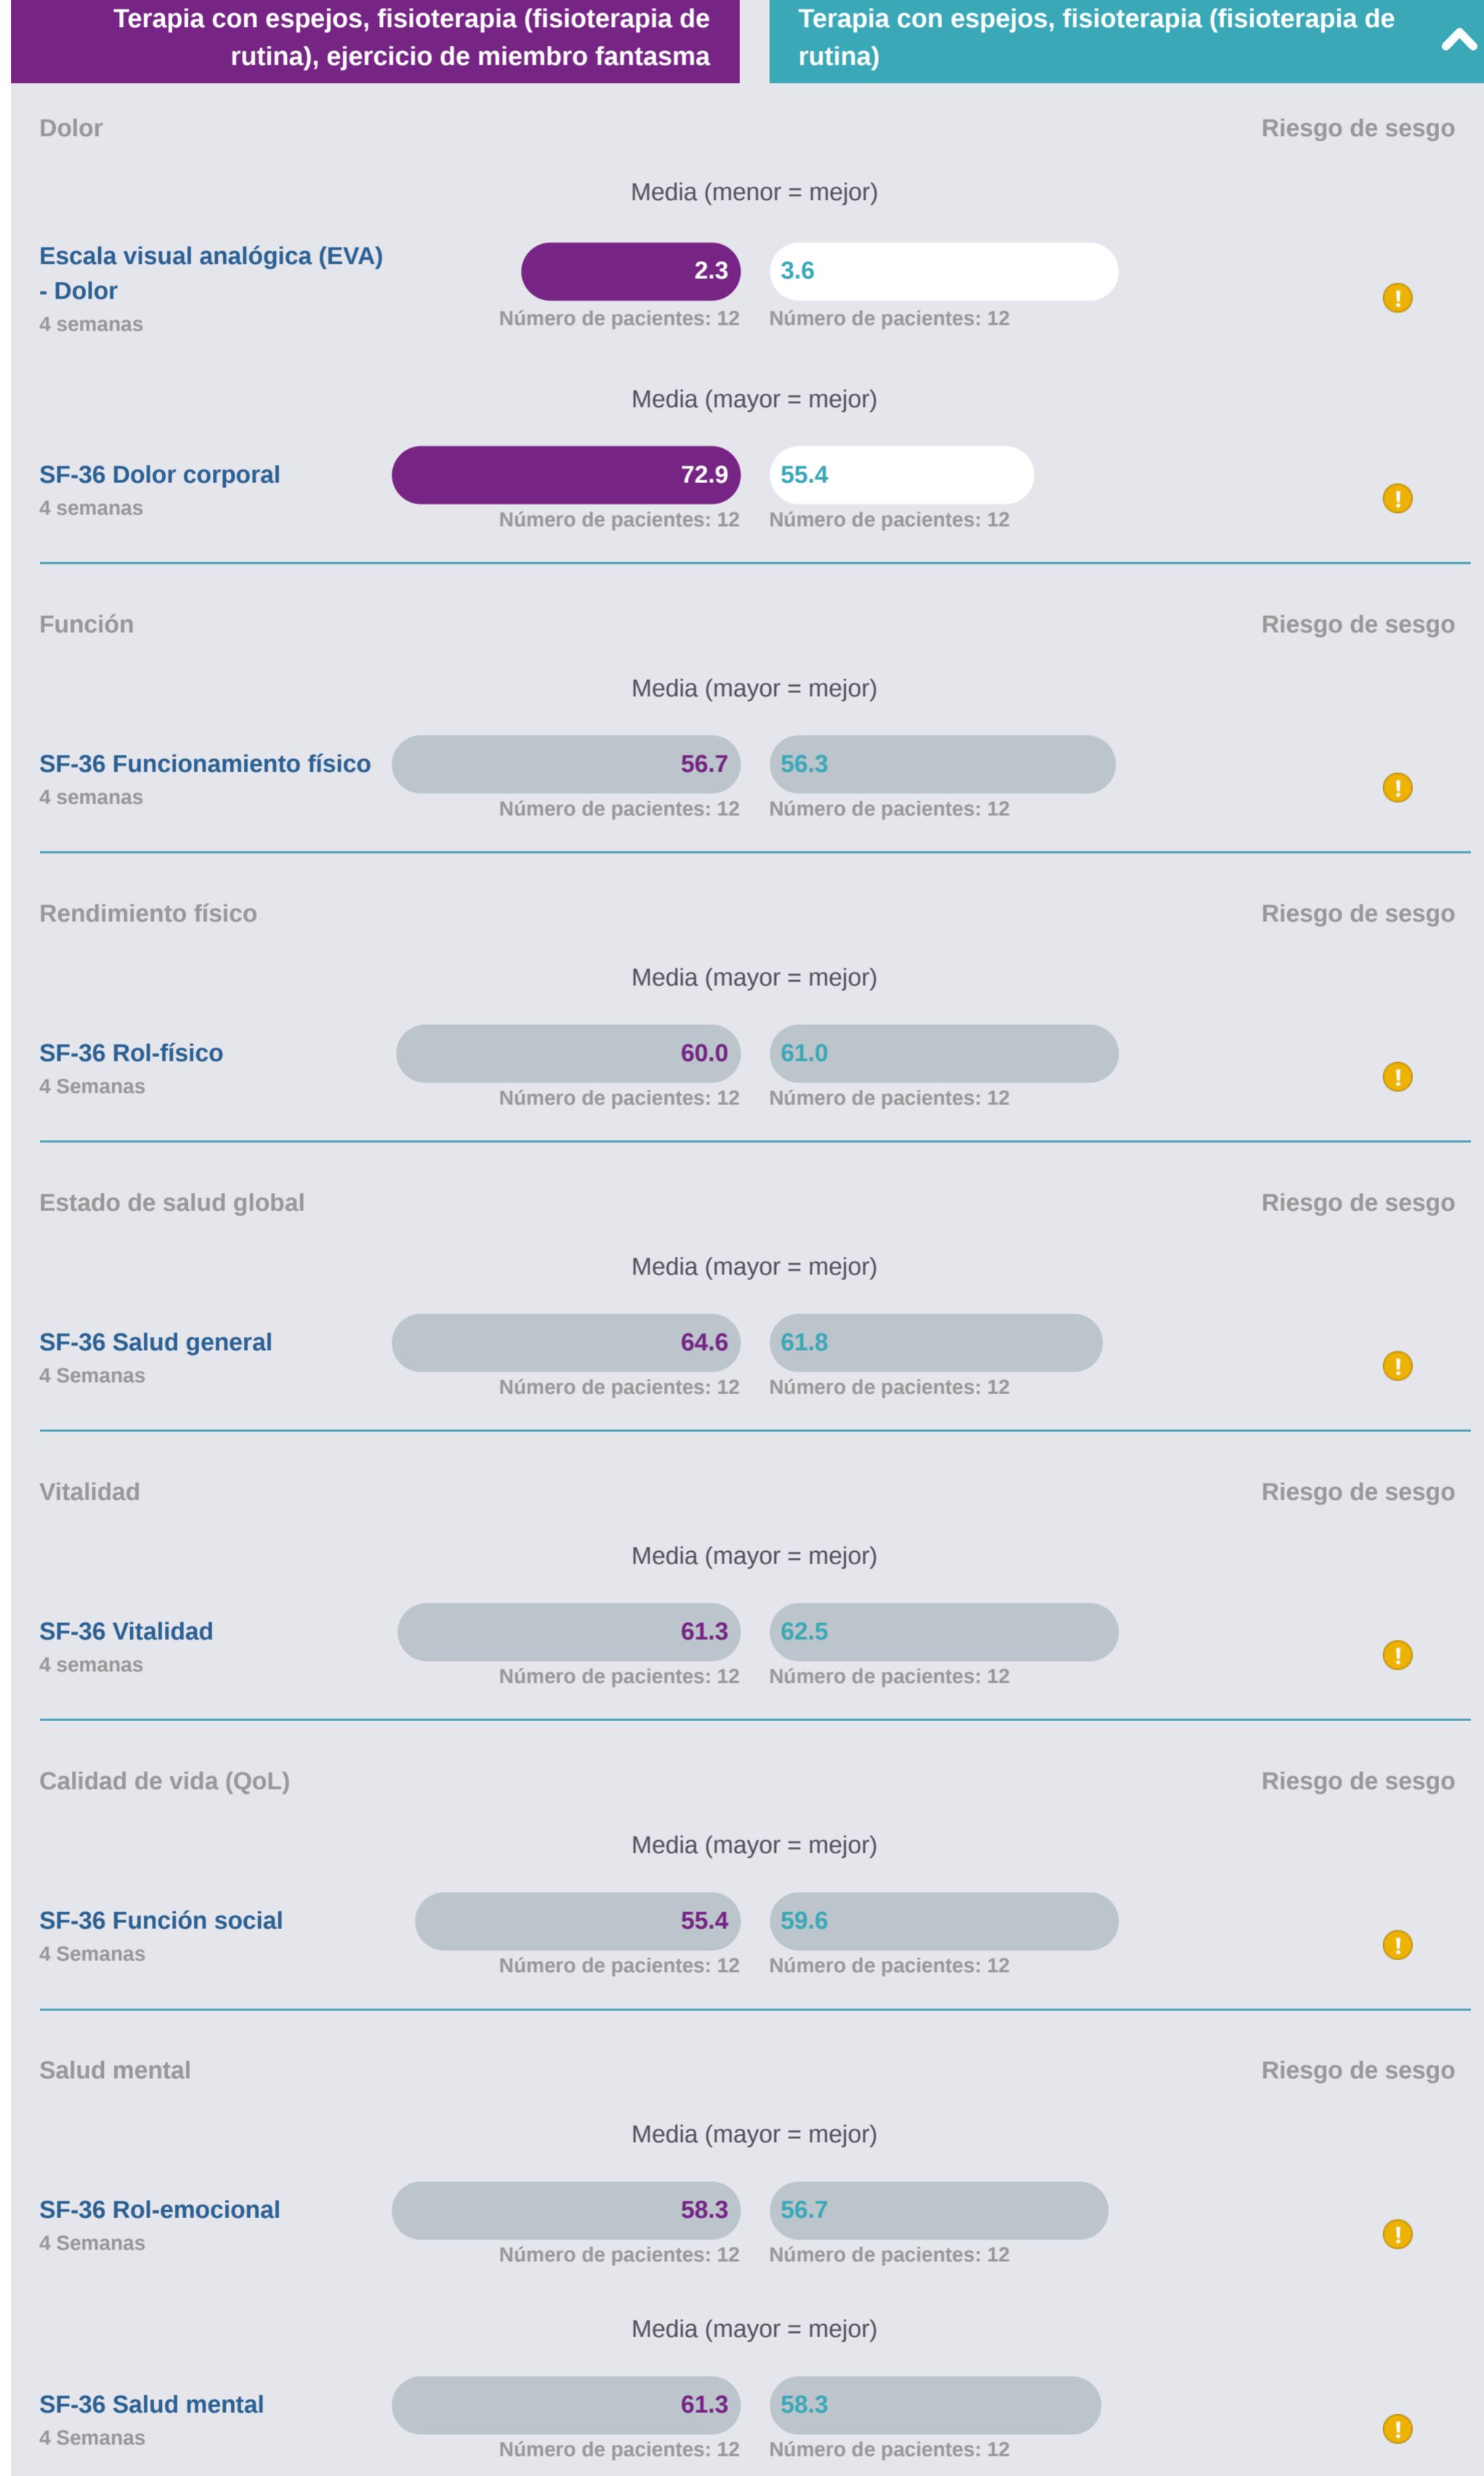 Terapia con espejos, fisioterapia (fisioterapia de
rutina), ejercicio de miembro fantasma
Terapia con espejos, fisioterapia (fisioterapia de
rutina)
Dolor
Riesgo de sesgo
Media (menor = mejor)
Escala visual analógica (EVA)
- Dolor
4 semanas
2.3
3.6
!
Número de pacientes: 12
Número de pacientes: 12
Media (mayor = mejor)
SF-36 Dolor corporal
4 semanas
72.9
55.4
!
Número de pacientes: 12
Número de pacientes: 12
Función
Riesgo de sesgo
Media (mayor = mejor)
SF-36 Funcionamiento físico
4 semanas
56.7
56.3
!
Número de pacientes: 12
Número de pacientes: 12
Rendimiento físico
Riesgo de sesgo
Media (mayor = mejor)
SF-36 Rol-físico
4 Semanas
60.0
61.0
!
Número de pacientes: 12
Número de pacientes: 12
Estado de salud global
Riesgo de sesgo
Media (mayor = mejor)
SF-36 Salud general
4 Semanas
64.6
61.8
!
Número de pacientes: 12
Número de pacientes: 12
Vitalidad
Riesgo de sesgo
Media (mayor = mejor)
SF-36 Vitalidad
4 semanas
61.3
62.5
!
Número de pacientes: 12
Número de pacientes: 12
Calidad de vida (QoL)
Riesgo de sesgo
Media (mayor = mejor)
SF-36 Función social
4 Semanas
55.4
59.6
!
Número de pacientes: 12
Número de pacientes: 12
Salud mental
Riesgo de sesgo
Media (mayor = mejor)
SF-36 Rol-emocional
4 Semanas
58.3
56.7
!
Número de pacientes: 12
Número de pacientes: 12
Media (mayor = mejor)
SF-36 Salud mental
4 Semanas
61.3
58.3
!
Número de pacientes: 12
Número de pacientes: 12